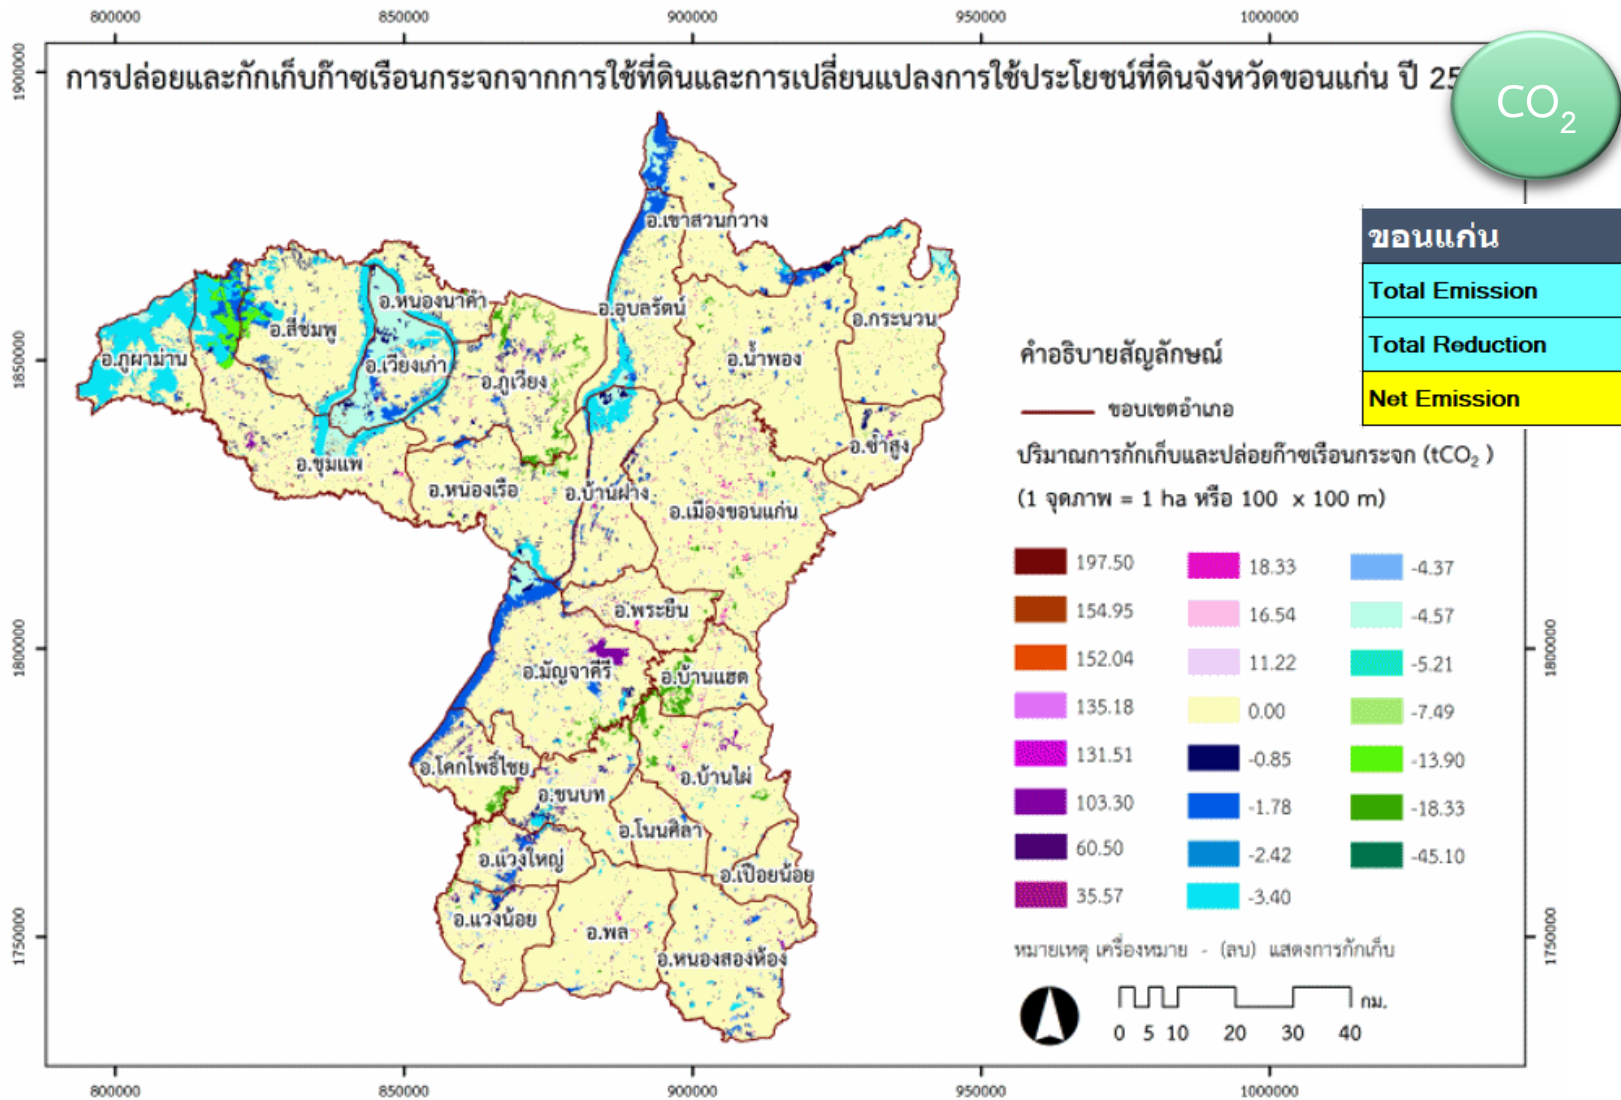 800000 850000 900000 950000 1000000
1900000
การปล่อยและกักเก็บก๊าซเรือนกระจกจากการใช้ที่ดินและการเปลี่ยนแปลงการใช้ประโยชน์ที่ดินจังหวัดขอนแก่น ปี 25
CO₂
ขอนแก่น
Total Emission
Total Reduction
Net Emission
อ.เขาสวนกวาง
อ.หนองนาคำ
อ.อุบลรัตน์
อ.กระนวน
อ.สีชมพู
อ.ภูผาม่าน
อ.เวียงเก่า
อ.ภูเวียง
อ.น้ำพอง
1850000
อ.ซำสูง
อ.ชุมแพ
อ.หนองเรือ
อ.บ้านฝาง
อ.เมืองขอนแก่น
อ.พระยืน
อ.มัญจาคีรี
อ.บ้านแฮด
1800000 1800000
อ.โคกโพธิ์ไชย
อ.บ้านไผ่
อ.ชนบท
อ.โนนศิลา
อ.แวงใหญ่
อ.เปือยน้อย
อ.แวงน้อย
อ.พล
อ.หนองสองห้อง
1750000 1750000
คำอธิบายสัญลักษณ์
ขอบเขตอำเภอ
ปริมาณการกักเก็บและปล่อยก๊าซเรือนกระจก (tCO₂ )
(1 จุดภาพ = 1 ha หรือ 100 x 100 m)
197.50 18.33 -4.37
154.95 16.54 -4.57
152.04 11.22 -5.21
135.18 0.00 -7.49
131.51 -0.85 -13.90
103.30 -1.78 -18.33
60.50 -2.42 -45.10
35.57 -3.40
หมายเหตุ เครื่องหมาย - (ลบ) แสดงการกักเก็บ
กม.
0 5 10 20 30 40
800000 850000 900000 950000 1000000